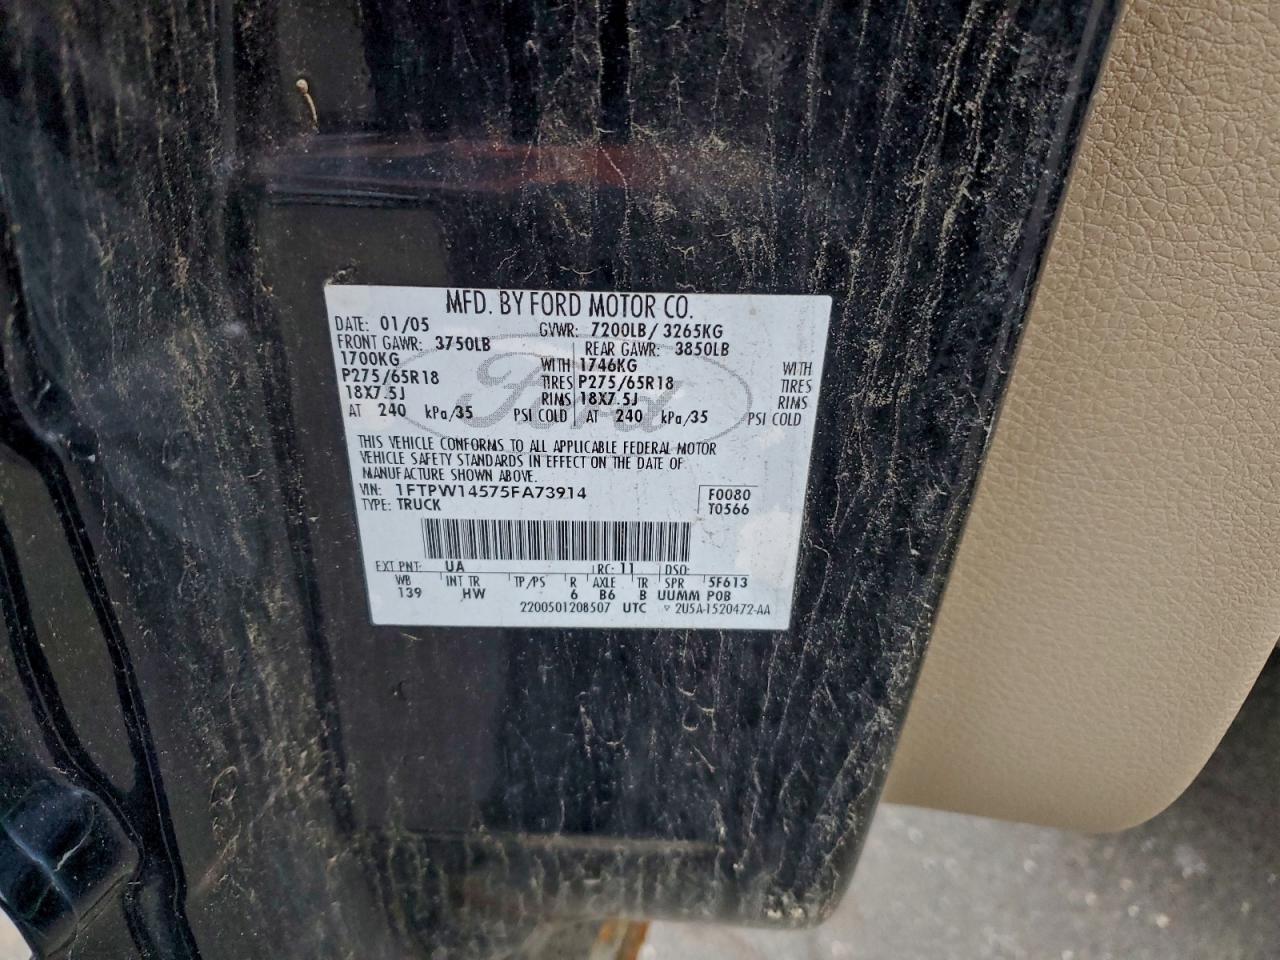 MFD. BY FORD MOTOR CO.
DATE: 01/05 GVWR: 7200LB/ 3265KG
FRONT GAWR: 3750LB REAR GAWR: 3850LB
1700KG WITH 1746KG WITH
P275/65R18 TIRES P275/65R18 TIRES
18X7.5J RIMS 18X7.5J RIMS
AT 240 kPa/35 PSI COLD AT 240 kPa/35 PSI COLD
Ford
THIS VEHICLE CONFORMS TO ALL APPLICABLE FEDERAL MOTOR
VEHICLE SAFETY STANDARDS IN EFFECT ON THE DATE OF
MANUFACTURE SHOWN ABOVE.
VIN: 1FTPW14575FA73914 F0080
TYPE: TRUCK T0566
EXT PNT: UA RC: 11 DSO:
WB INT TR TP/PS R AXLE TR SPR 5F613
139 HW 6 B6 B UUMM POB
2200501208507 UTC ▽ 2U5A-1520472-AA